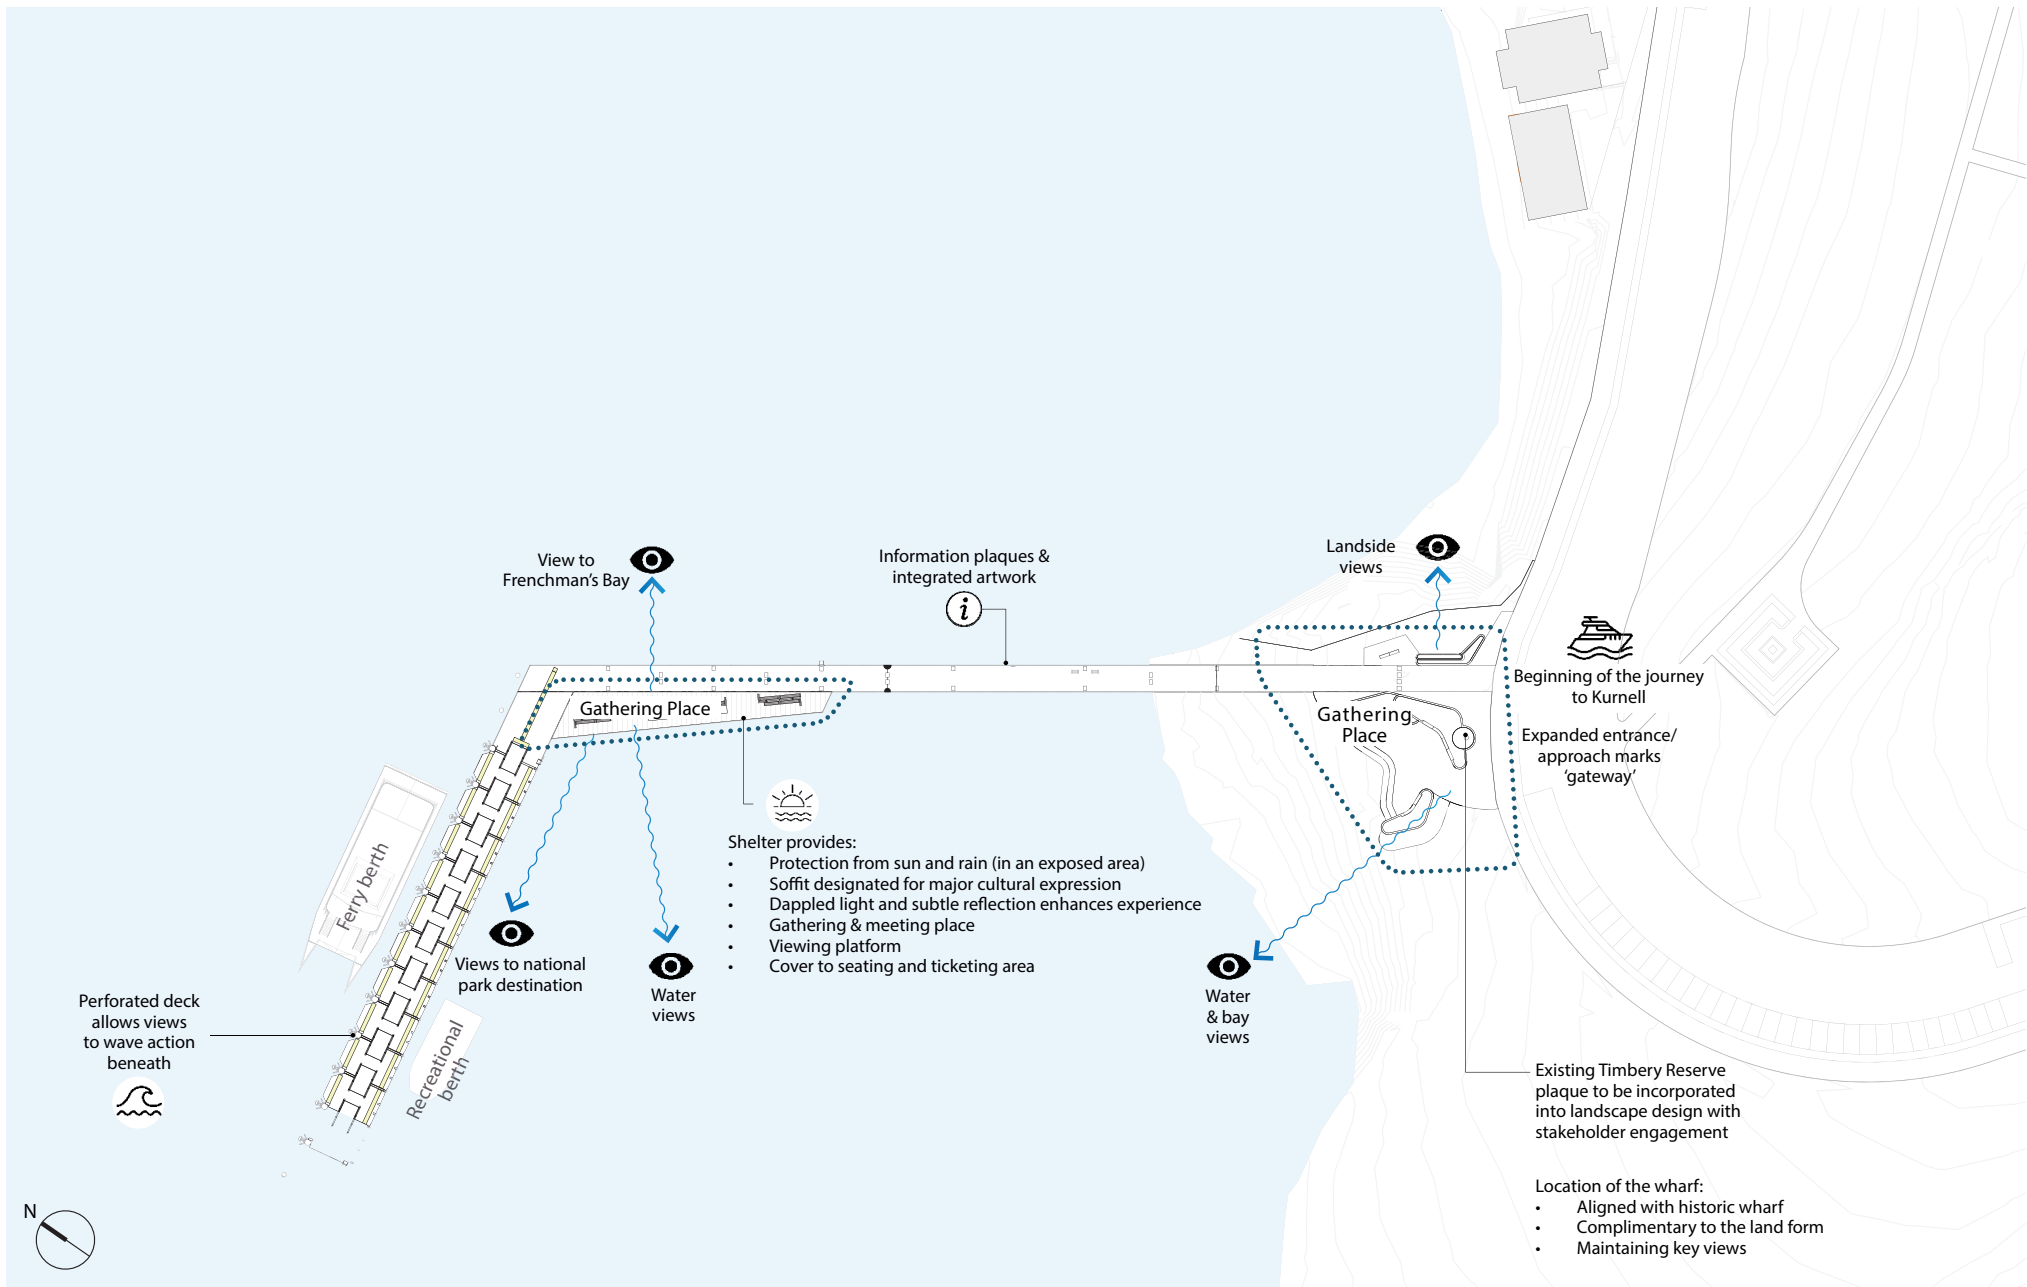 View to
Frenchman's Bay
Information plaques &
integrated artwork
i
Landside
views
Beginning of the journey
to Kurnell
Expanded entrance/
approach marks
'gateway'
Gathering Place
Gathering
Place
Shelter provides:
• Protection from sun and rain (in an exposed area)
• Soffit designated for major cultural expression
• Dappled light and subtle reflection enhances experience
• Gathering & meeting place
• Viewing platform
• Cover to seating and ticketing area
Ferry berth
Views to national
park destination
Water
views
Water
& bay
views
Perforated deck
allows views
to wave action
beneath
Recreational
berth
Existing Timbery Reserve
plaque to be incorporated
into landscape design with
stakeholder engagement
Location of the wharf:
• Aligned with historic wharf
• Complimentary to the land form
• Maintaining key views
N